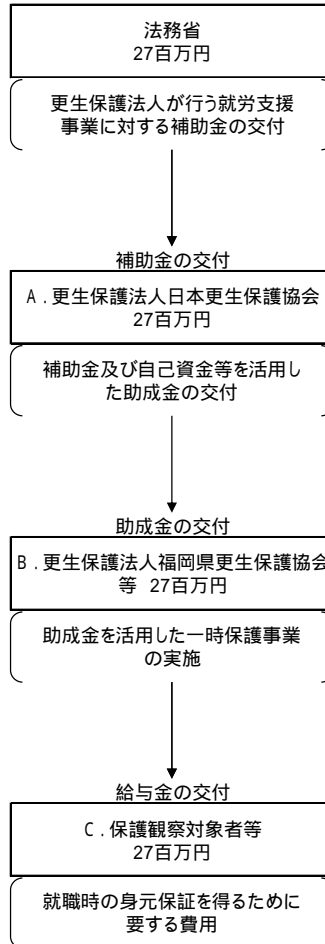 法務省
27百万円
更生保護法人が行う就労支援
事業に対する補助金の交付
補助金の交付
A．更生保護法人日本更生保護協会
27百万円
補助金及び自己資金等を活用し
た助成金の交付
助成金の交付
B．更生保護法人福岡県更生保護協会
等 27百万円
助成金を活用した一時保護事業
の実施
給与金の交付
C．保護観察対象者等
27百万円
就職時の身元保証を得るために
要する費用